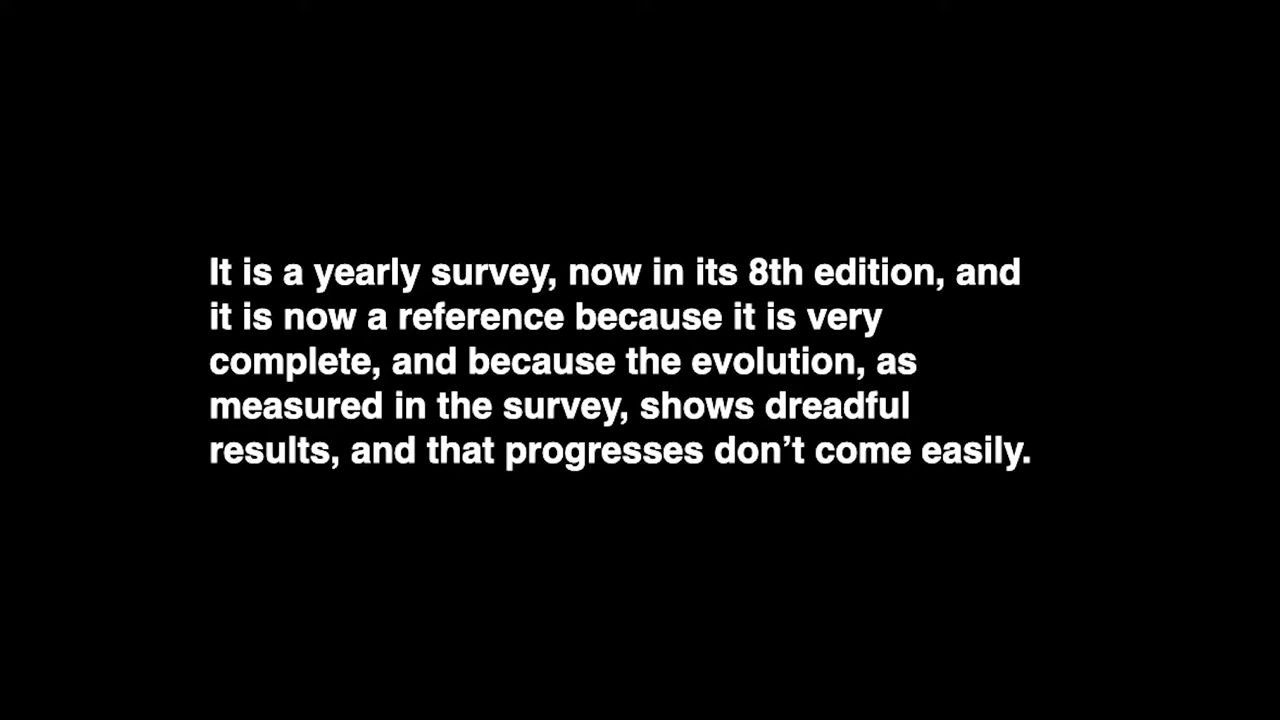 It is a yearly survey, now in its 8th edition, and
it is now a reference because it is very
complete, and because the evolution, as
measured in the survey, shows dreadful
results, and that progresses don’t come easily.